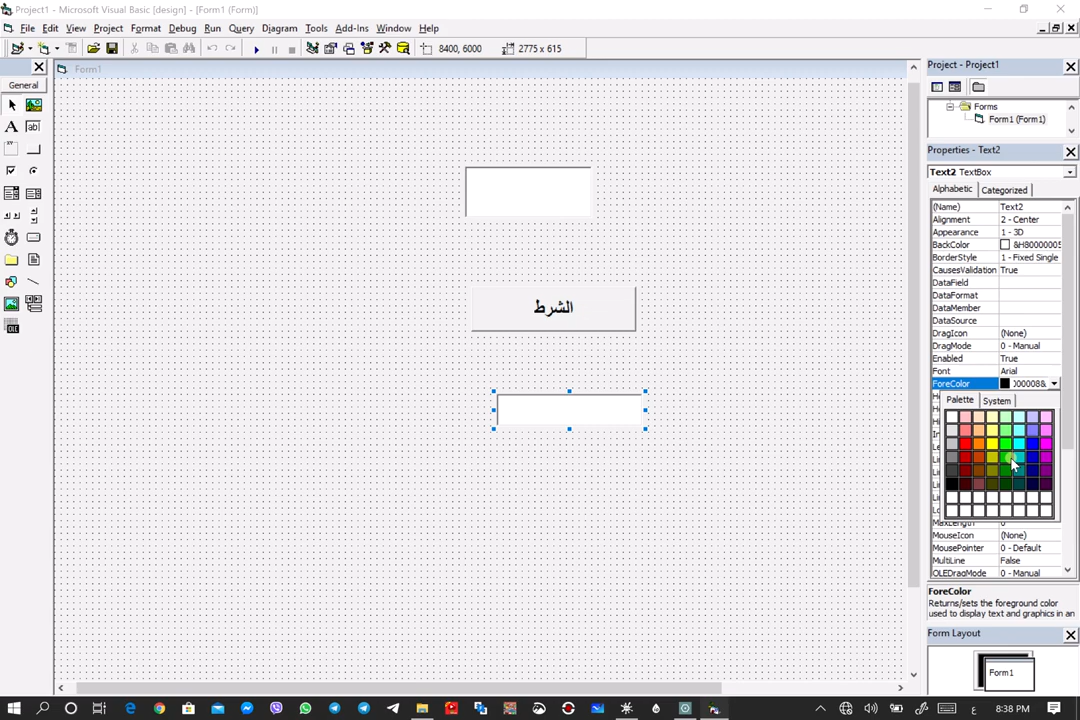 Project1 - Microsoft Visual Basic [design] - [Form1 (Form)]
File Edit View Project Format Debug Run Query Diagram Tools Add-Ins Window Help
8400, 6000 2775 x 615
General
Form1
الشرط
Project - Project1
Forms
Form1 (Form1)
Properties - Text2
Text2 TextBox
Alphabetic Categorized
(Name) Text2
Alignment 2 - Center
Appearance 1 - 3D
BackColor &H80000005
BorderStyle 1 - Fixed Single
CausesValidation True
DataField
DataFormat
DataMember
DataSource
DragIcon (None)
DragMode 0 - Manual
Enabled True
Font Arial
ForeColor
Palette System
MouseIcon (None)
MousePointer 0 - Default
MultiLine False
OLEDragMode 0 - Manual
ForeColor
Returns/sets the foreground color
used to display text and graphics in an
Form Layout
Form1
8:38 PM